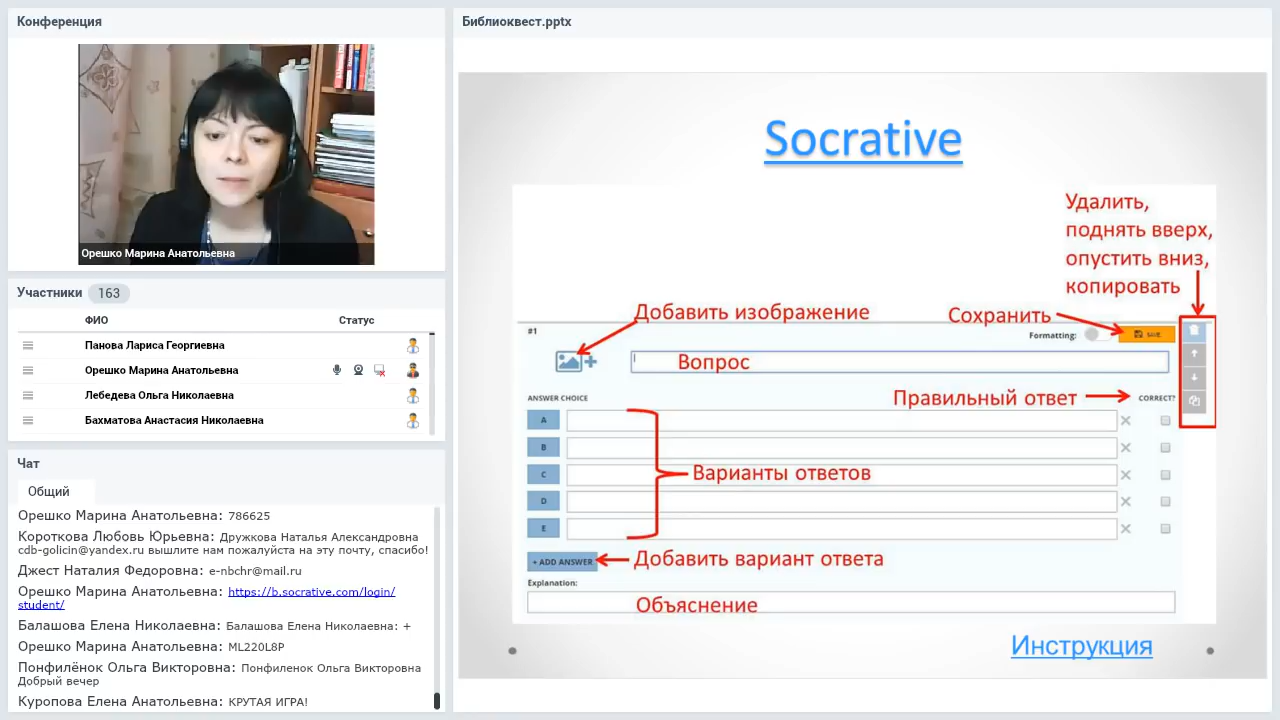 Конференция
Орешко Марина Анатольевна
Участники 163
ФИО Статус
Панова Лариса Георгиевна
Орешко Марина Анатольевна
Лебедева Ольга Николаевна
Бахматова Анастасия Николаевна
Чат
Общий
Орешко Марина Анатольевна: 786625
Короткова Любовь Юрьевна: Дружкова Наталья Александровна
cdb-golicin@yandex.ru вышлите нам пожалуйста на эту почту, спасибо!
Джест Наталия Федоровна: e-nbchr@mail.ru
Орешко Марина Анатольевна: https://b.socrative.com/login/
student/
Балашова Елена Николаевна: Балашова Елена Николаевна: +
Орешко Марина Анатольевна: ML220L8P
Понфилёнок Ольга Викторовна: Понфиленок Ольга Викторовна
Добрый вечер
Куропова Елена Анатольевна: КРУТАЯ ИГРА!
Библиоквест.pptx
Socrative
Удалить,
поднять вверх,
опустить вниз,
копировать
Добавить изображение
Сохранить
#1
Formatting:
SAVE
Вопрос
Правильный ответ
ANSWER CHOICE
CORRECT?
A
B
C
Варианты ответов
D
E
+ ADD ANSWER
Добавить вариант ответа
Explanation:
Объяснение
Инструкция